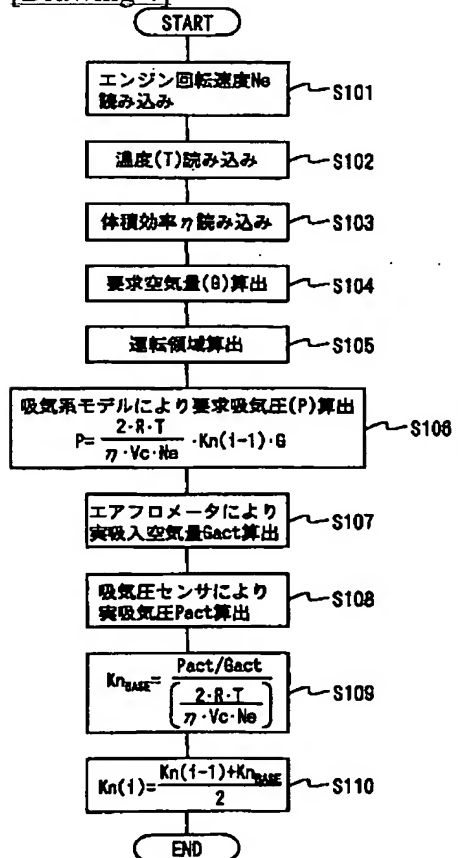 START
エンジン回転速度Ne
読み込み
S101
温度(T)読み込み
S102
体積効率η読み込み
S103
要求空気量(G)算出
S104
運転領域算出
S105
吸気系モデルにより要求吸気圧(P)算出
P= 2·R·T / η·Vc·Ne ·Kn(i-1)·G
S106
エアフロメータにより
実吸入空気量Gact算出
S107
吸気圧センサにより
実吸気圧Pact算出
S108
Kn_BASE= Pact/Gact / (2·R·T / η·Vc·Ne)
S109
Kn(i)= Kn(i-1)+Kn_BASE / 2
S110
END